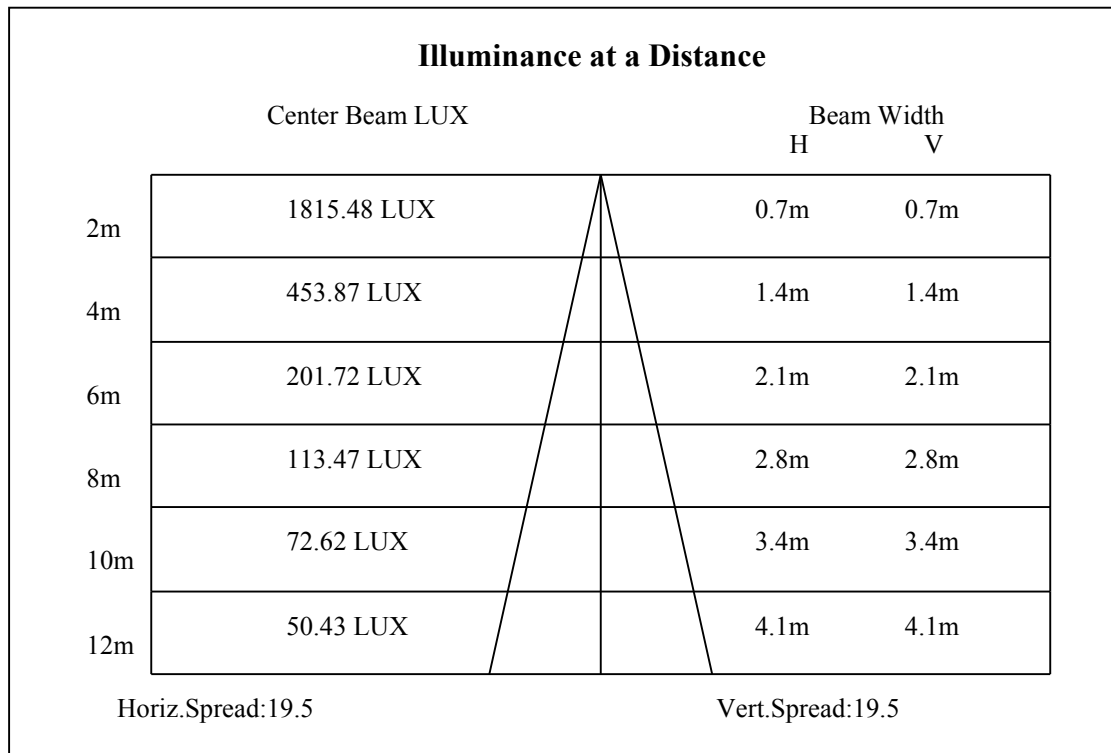 Illuminance at a Distance
Center Beam LUX Beam Width
H V
2m 1815.48 LUX 0.7m 0.7m
4m 453.87 LUX 1.4m 1.4m
6m 201.72 LUX 2.1m 2.1m
8m 113.47 LUX 2.8m 2.8m
10m 72.62 LUX 3.4m 3.4m
12m 50.43 LUX 4.1m 4.1m
Horiz.Spread:19.5 Vert.Spread:19.5